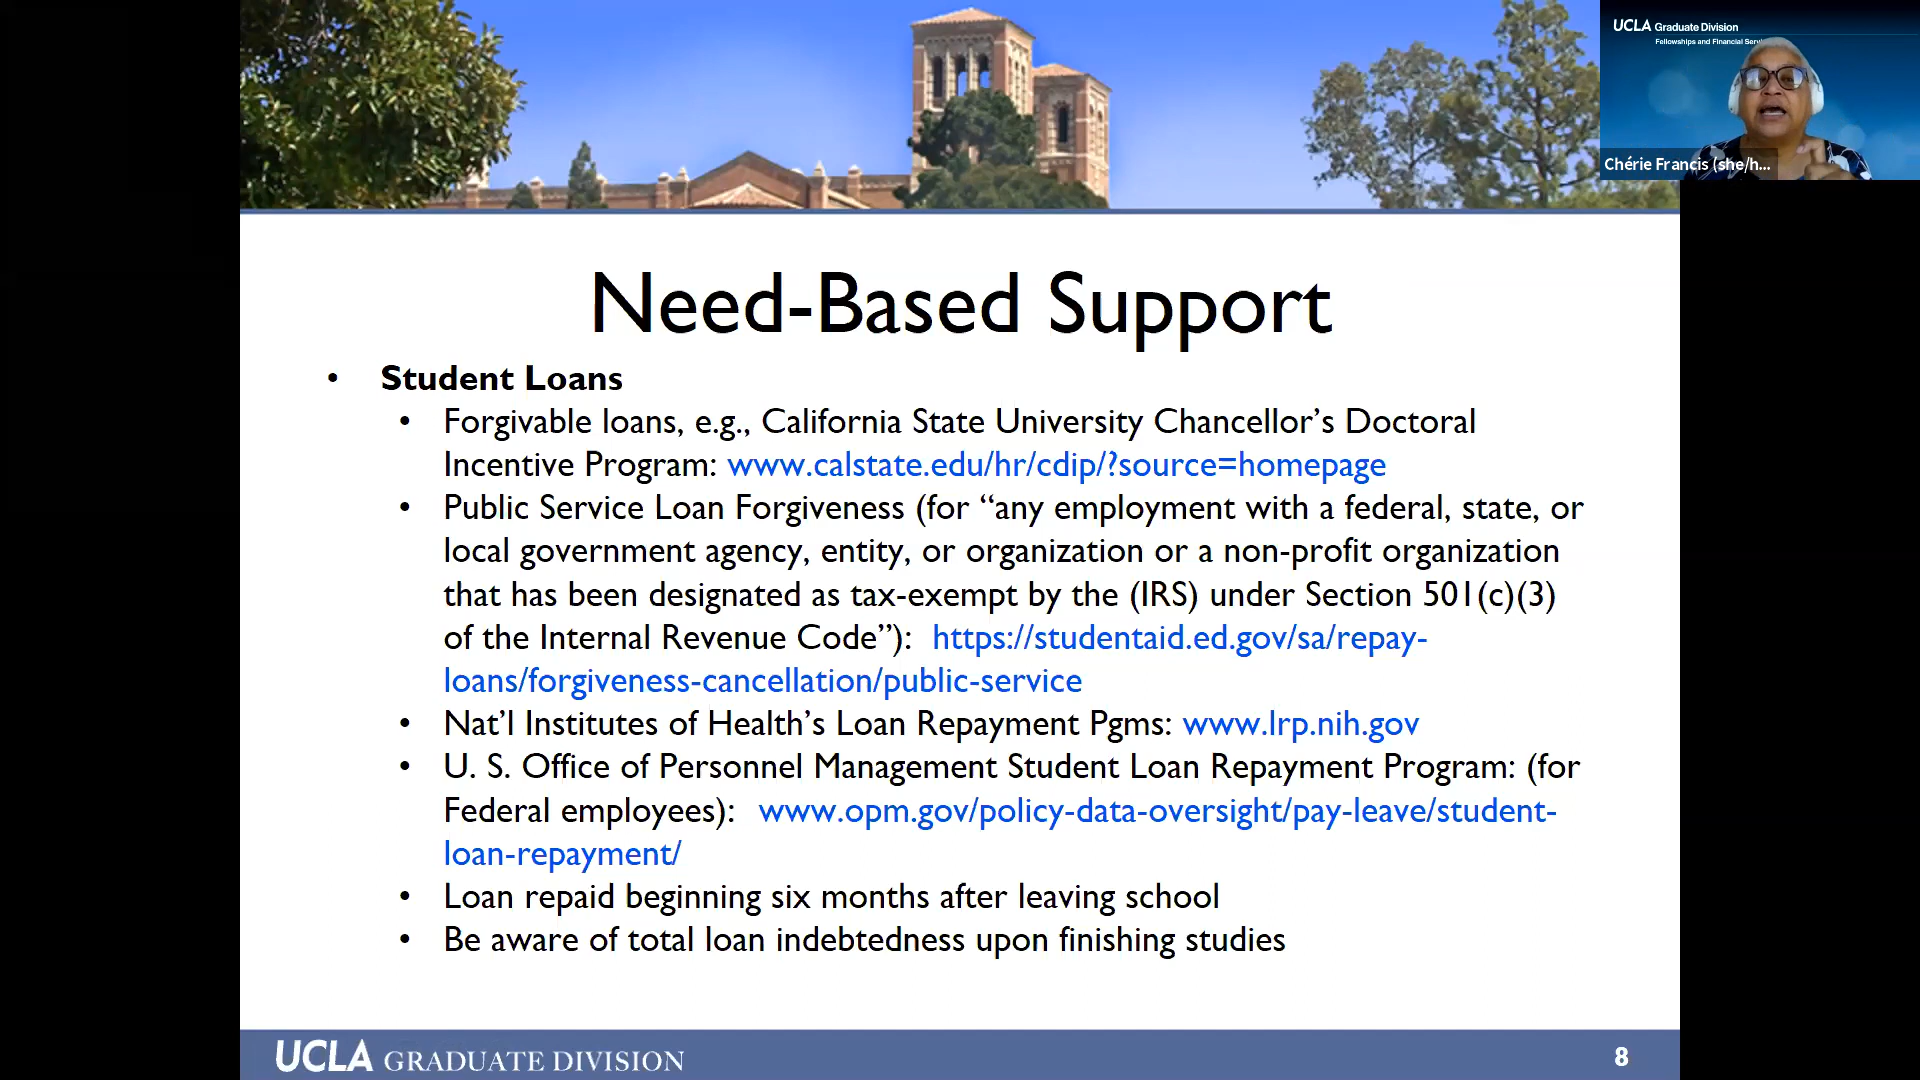 UCLA Graduate Division
Fellowships and Financial Serv
Chérie Francis (she/h...
Need-Based Support
• Student Loans
• Forgivable loans, e.g., California State University Chancellor’s Doctoral
Incentive Program: www.calstate.edu/hr/cdip/?source=homepage
• Public Service Loan Forgiveness (for “any employment with a federal, state, or
local government agency, entity, or organization or a non-profit organization
that has been designated as tax-exempt by the (IRS) under Section 501(c)(3)
of the Internal Revenue Code”): https://studentaid.ed.gov/sa/repay-
loans/forgiveness-cancellation/public-service
• Nat’l Institutes of Health’s Loan Repayment Pgms: www.lrp.nih.gov
• U. S. Office of Personnel Management Student Loan Repayment Program: (for
Federal employees): www.opm.gov/policy-data-oversight/pay-leave/student-
loan-repayment/
• Loan repaid beginning six months after leaving school
• Be aware of total loan indebtedness upon finishing studies
UCLA GRADUATE DIVISION
8